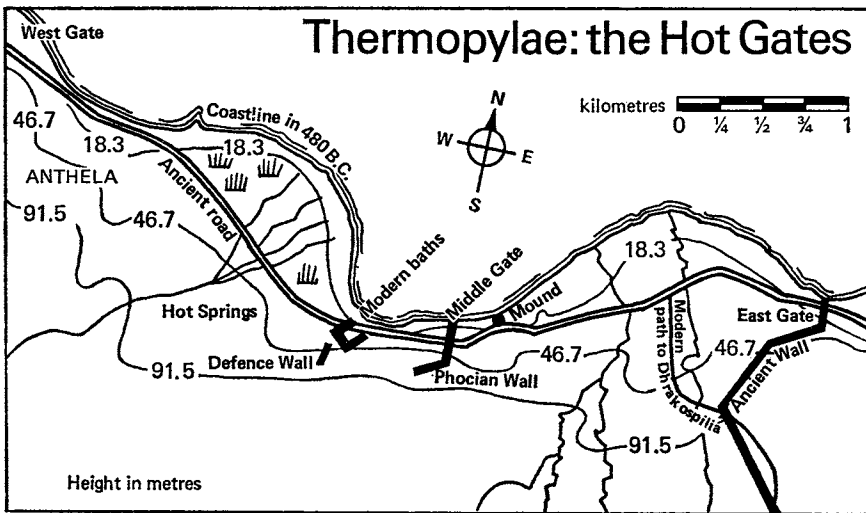 Thermopylae: the Hot Gates
West Gate
N
W
E
S
kilometres
0 ¼ ½ ¾ 1
Coastline in 480 B.C.
46.7
18.3
18.3
ANTHELA
Ancient road
91.5
46.7
Hot Springs
Modern baths
Middle Gate
Mound
18.3
East Gate
Modern path to Dhrakospilia
Defence Wall
91.5
Phocian Wall
46.7
46.7
Ancient Wall
91.5
Height in metres